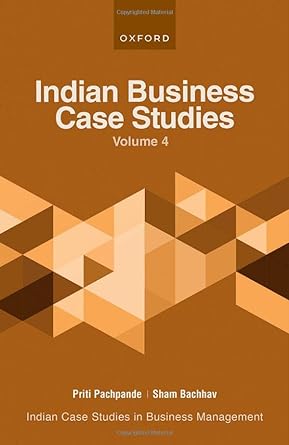 OXFORD
Indian Business
Case Studies
Volume 4
Priti Pachpande | Sham Bachhav
Indian Case Studies in Business Management